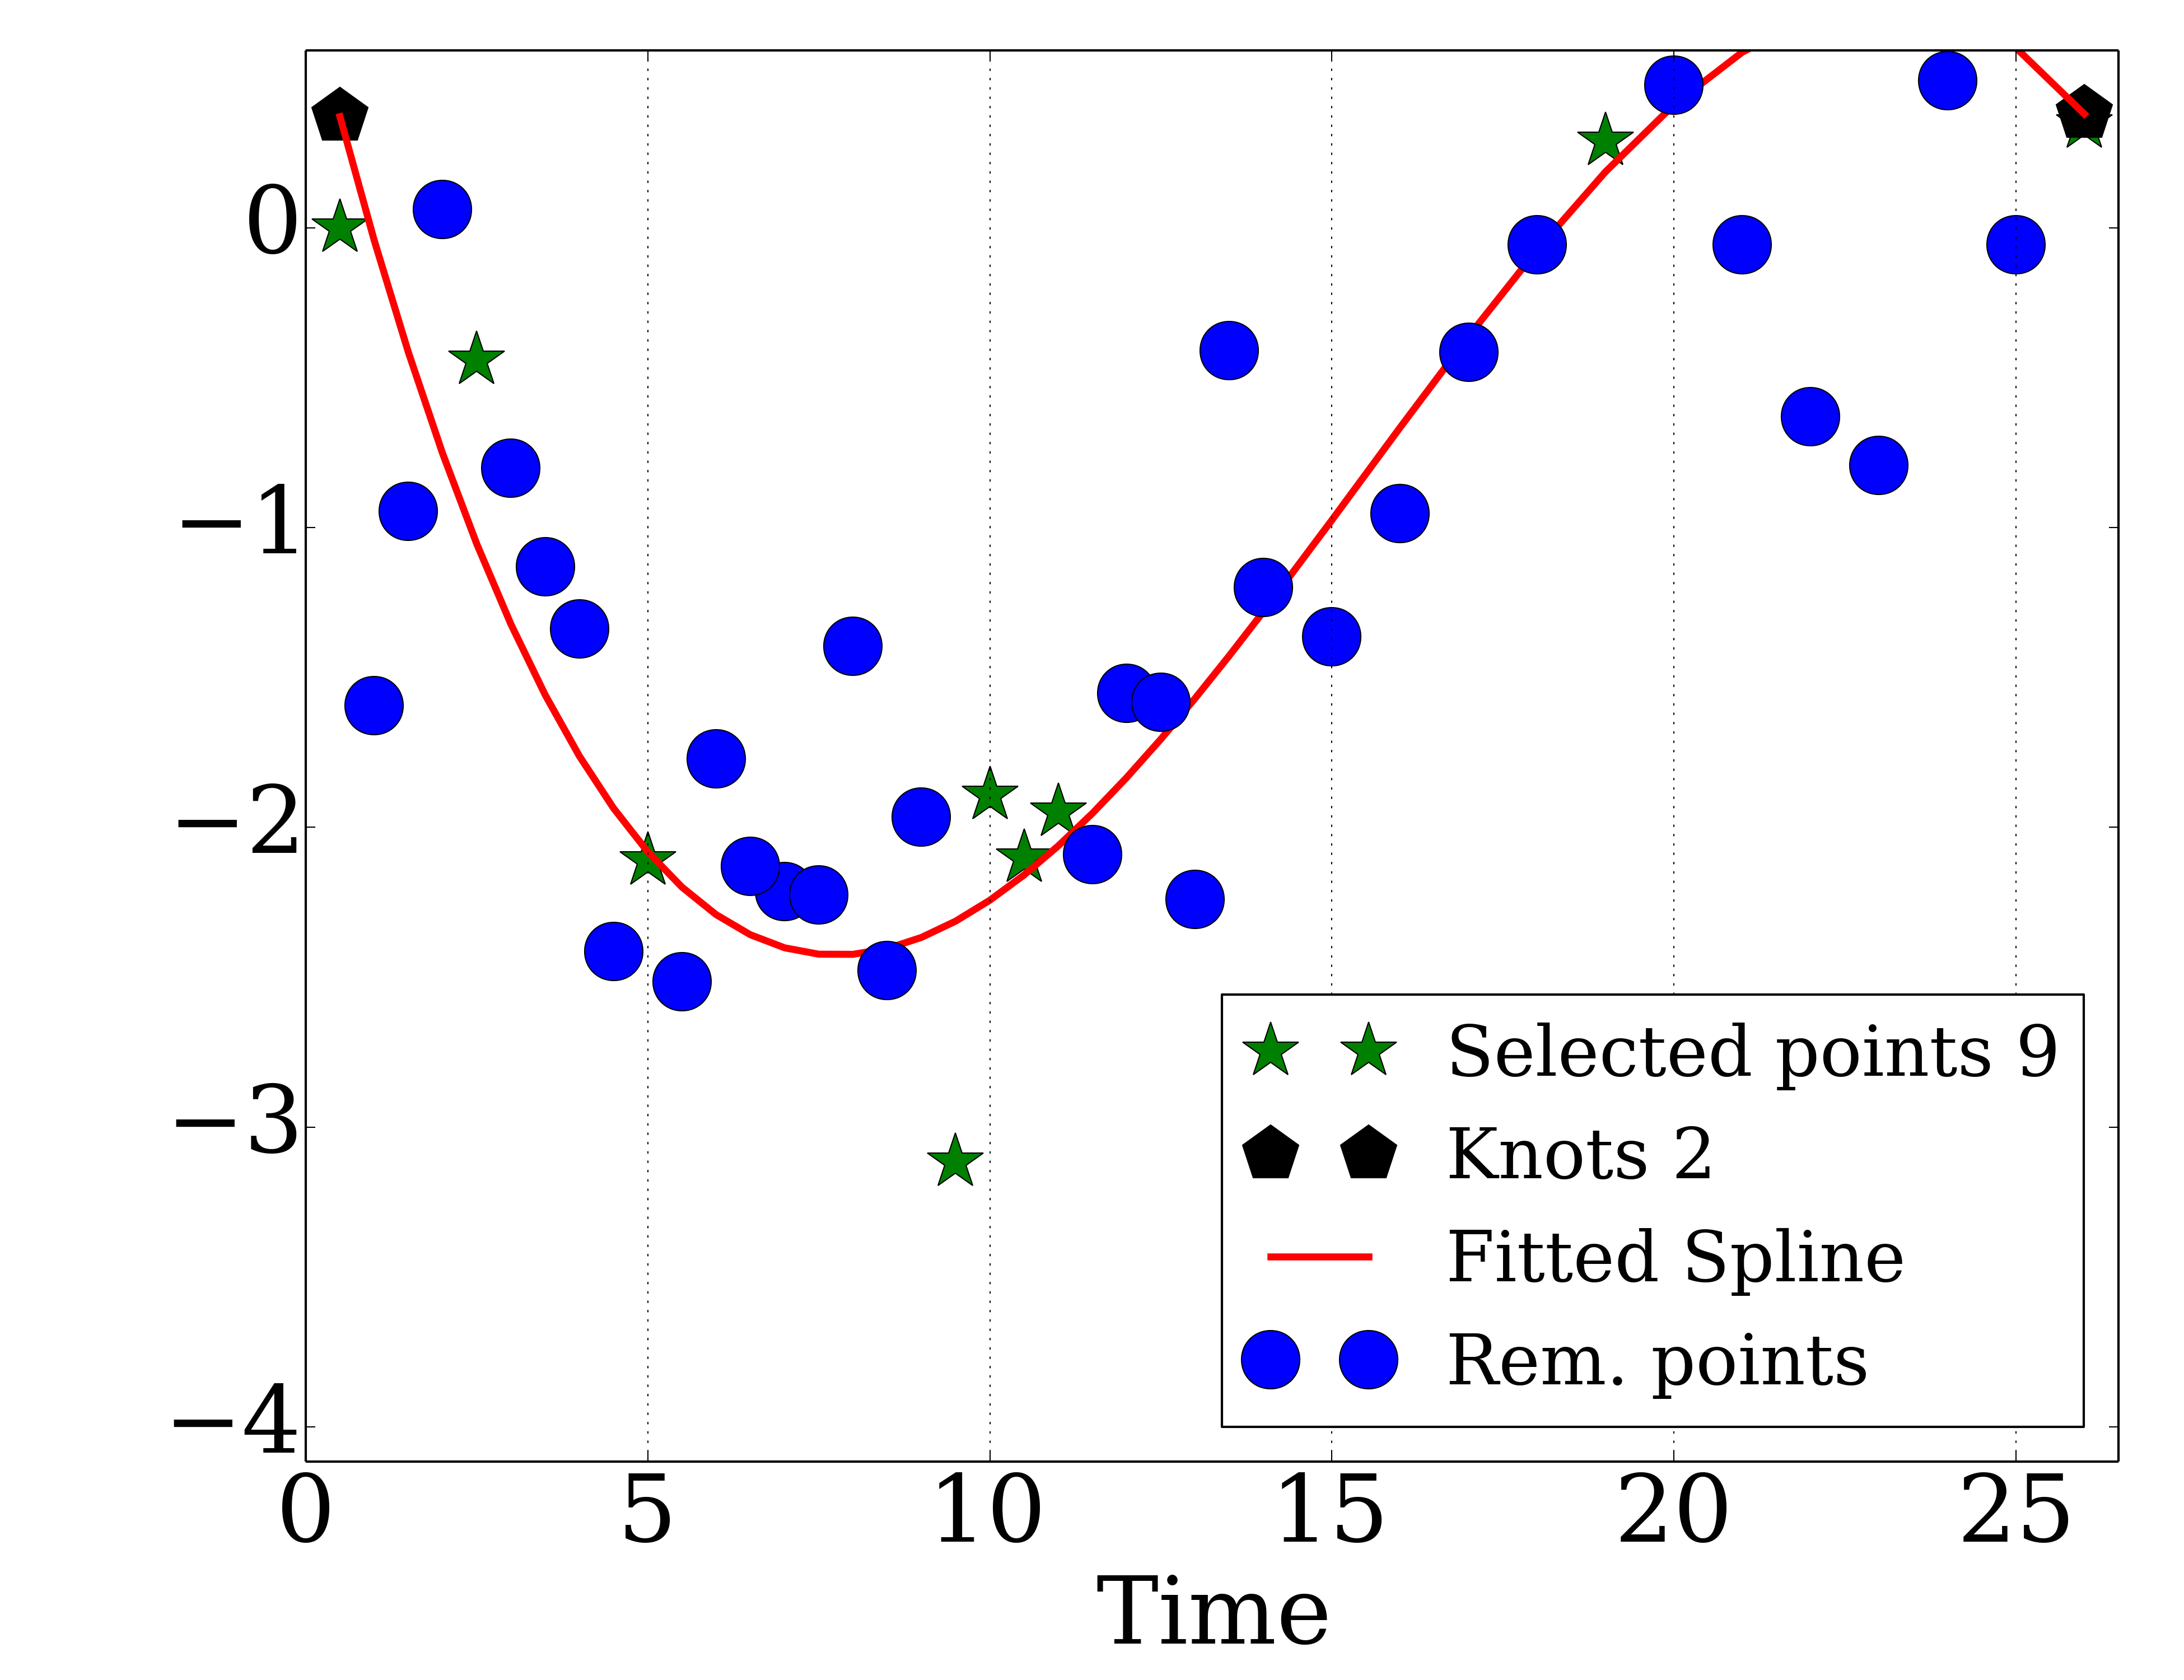 0
−1
−2
−3
−4
0 5 10 15 20 25
Time
Selected points 9
Knots 2
Fitted Spline
Rem. points